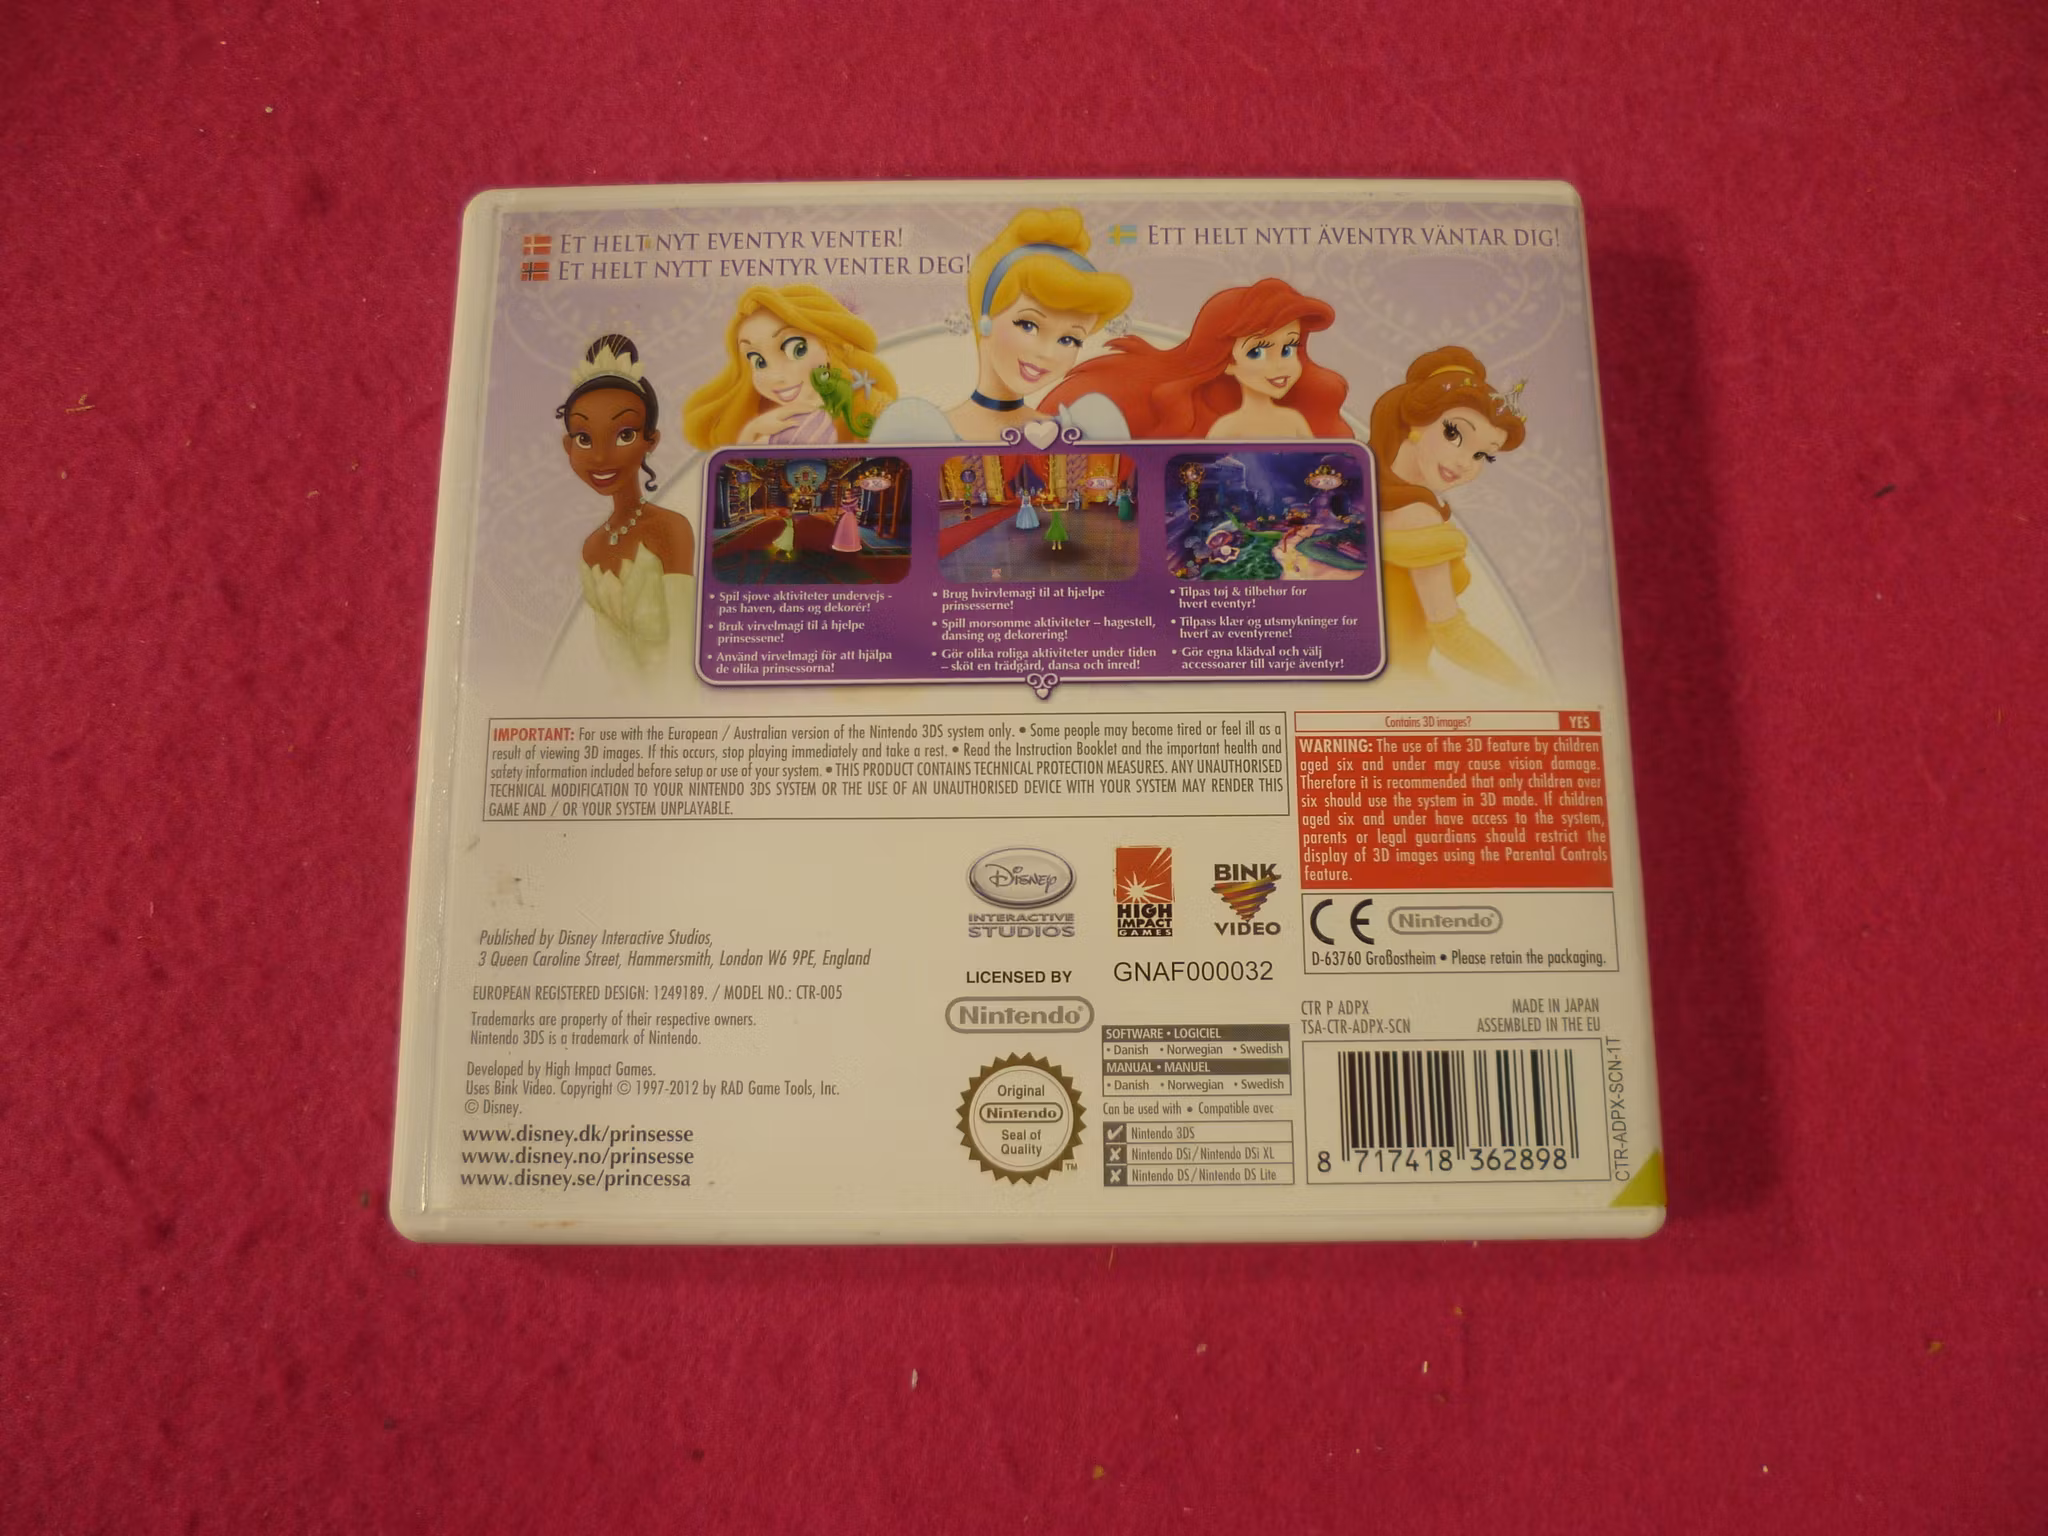 ET HELT NYT EVENTYR VENTER!
ET HELT NYTT EVENTYR VENTER DEG!
ETT HELT NYTT ÄVENTYR VÄNTAR DIG!
• Spil sjove aktiviteter undervejs -
pas haven, dans og dekorér!
• Bruk virvelmagi til å hjelpe
prinsessene!
• Använd virvelmagi för att hjälpa
de olika prinsessorna!
• Brug hvirvlemagi til at hjælpe
prinsesserne!
• Spill morsomme aktiviteter – hagestell,
dansing og dekorering!
• Gör olika roliga aktiviteter under tiden
– sköt en trädgård, dansa och inred!
• Tilpas tøj & tilbehør for
hvert eventyr!
• Tilpass klær og utsmykninger for
hvert av eventyrene!
• Gör egna klädval och välj
accessoarer till varje äventyr!
IMPORTANT: For use with the European / Australian version of the Nintendo 3DS system only. • Some people may become tired or feel ill as a
result of viewing 3D images. If this occurs, stop playing immediately and take a rest. • Read the Instruction Booklet and the important health and
safety information included before setup or use of your system. • THIS PRODUCT CONTAINS TECHNICAL PROTECTION MEASURES. ANY UNAUTHORISED
TECHNICAL MODIFICATION TO YOUR NINTENDO 3DS SYSTEM OR THE USE OF AN UNAUTHORISED DEVICE WITH YOUR SYSTEM MAY RENDER THIS
GAME AND / OR YOUR SYSTEM UNPLAYABLE.
Contains 3D images? YES
WARNING: The use of the 3D feature by children
aged six and under may cause vision damage.
Therefore it is recommended that only children over
six should use the system in 3D mode. If children
aged six and under have access to the system,
parents or legal guardians should restrict the
display of 3D images using the Parental Controls
feature.
Disney
INTERACTIVE
STUDIOS
HIGH
IMPACT
GAMES
BINK
VIDEO
CE Nintendo
D-63760 Großostheim • Please retain the packaging.
Published by Disney Interactive Studios,
3 Queen Caroline Street, Hammersmith, London W6 9PE, England
EUROPEAN REGISTERED DESIGN: 1249189. / MODEL NO.: CTR-005
Trademarks are property of their respective owners.
Nintendo 3DS is a trademark of Nintendo.
Developed by High Impact Games.
Uses Bink Video. Copyright © 1997-2012 by RAD Game Tools, Inc.
© Disney.
www.disney.dk/prinsesse
www.disney.no/prinsesse
www.disney.se/princessa
LICENSED BY
Nintendo
GNAF000032
Original
Nintendo
Seal of
Quality
TM
SOFTWARE • LOGICIEL
• Danish • Norwegian • Swedish
MANUAL • MANUEL
• Danish • Norwegian • Swedish
Can be used with • Compatible avec
Nintendo 3DS
Nintendo DSi/Nintendo DSi XL
Nintendo DS/Nintendo DS Lite
CTR P ADPX
TSA-CTR-ADPX-SCN
MADE IN JAPAN
ASSEMBLED IN THE EU
8 717418 362898
CTR-ADPX-SCN-1T